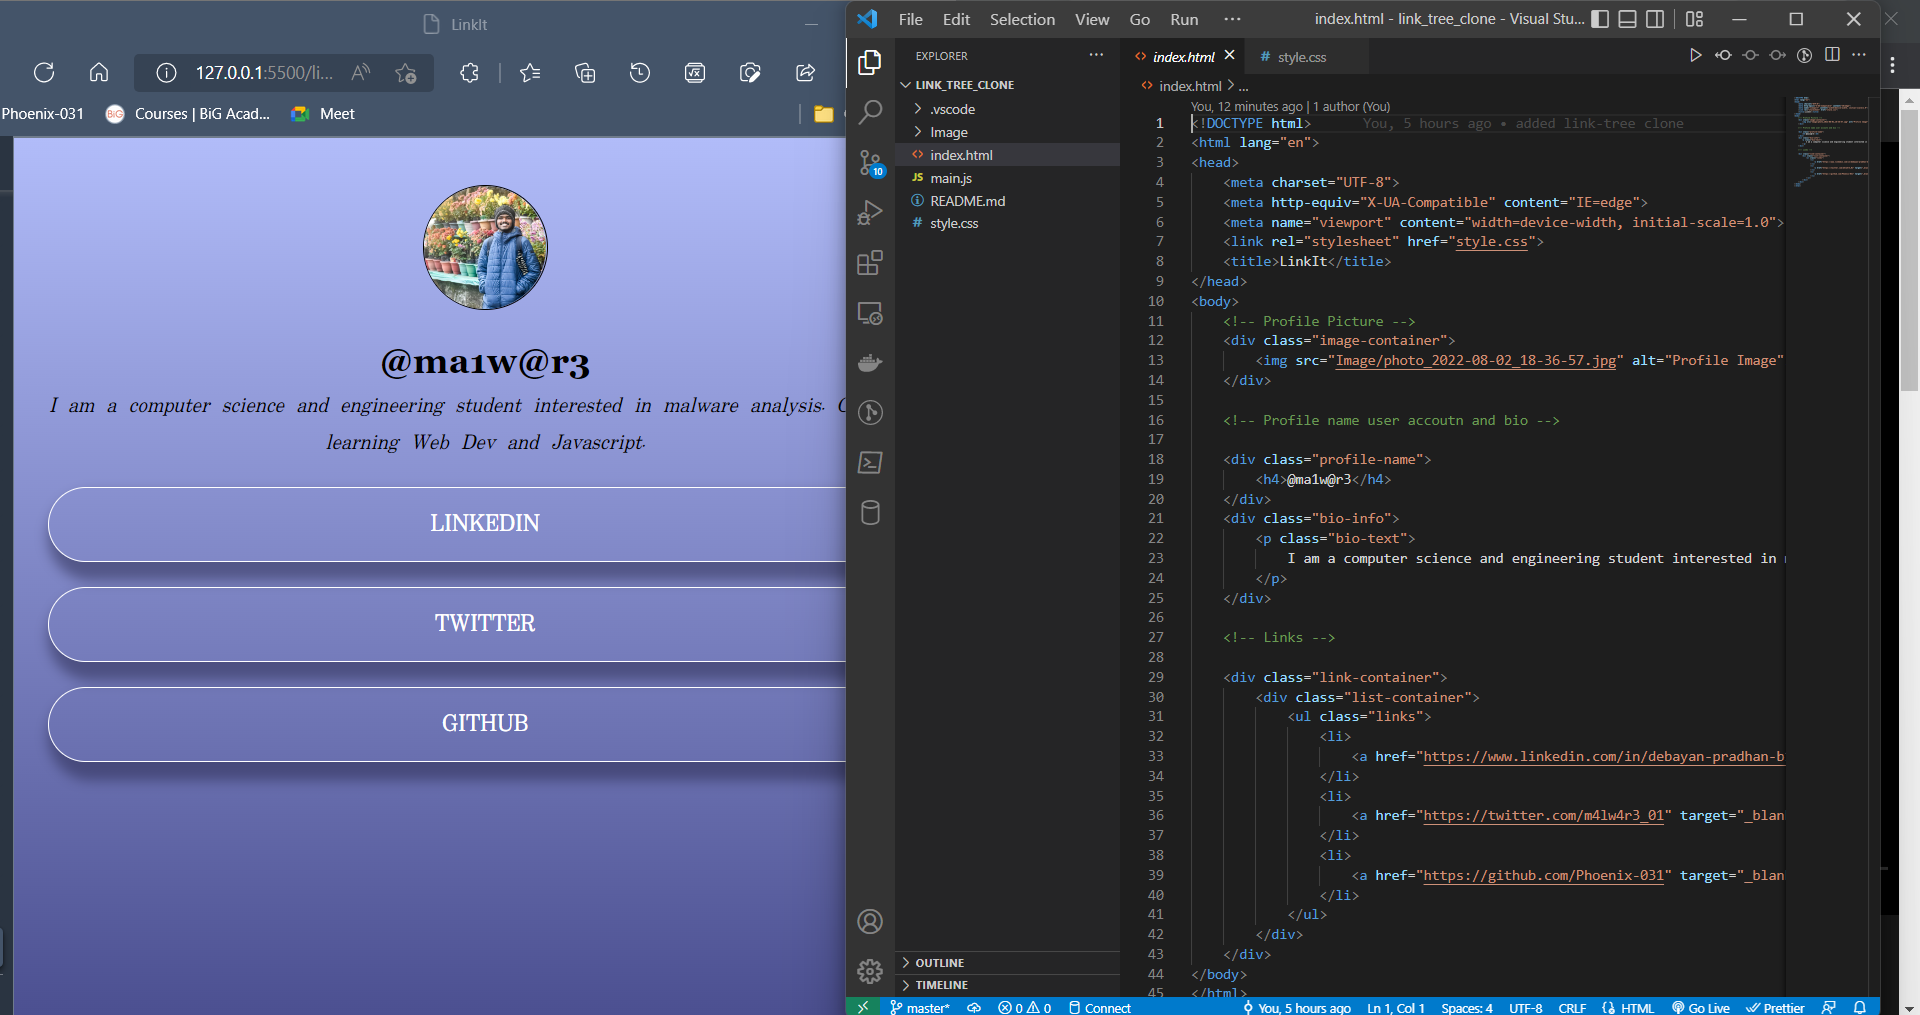 LinkIt
127.0.0.1:5500/li...
Phoenix-031
BiG
Courses | BiG Acad...
Meet
@ma1w@r3
I am a computer science and engineering student interested in malware analysis.
learning Web Dev and Javascript.
LINKEDIN
TWITTER
GITHUB
File Edit Selection View Go Run ···
index.html - link_tree_clone - Visual Stu...
EXPLORER
LINK_TREE_CLONE
.vscode
Image
index.html
JS main.js
README.md
# style.css
10
index.html
# style.css
index.html > ...
You, 12 minutes ago | 1 author (You)
1 <!DOCTYPE html> You, 5 hours ago • added link-tree clone
2 <html lang="en">
3 <head>
4 <meta charset="UTF-8">
5 <meta http-equiv="X-UA-Compatible" content="IE=edge">
6 <meta name="viewport" content="width=device-width, initial-scale=1.0">
7 <link rel="stylesheet" href="style.css">
8 <title>LinkIt</title>
9 </head>
10 <body>
11 <!-- Profile Picture -->
12 <div class="image-container">
13 <img src="Image/photo_2022-08-02_18-36-57.jpg" alt="Profile Image"
14 </div>
15
16 <!-- Profile name user accoutn and bio -->
17
18 <div class="profile-name">
19 <h4>@ma1w@r3</h4>
20 </div>
21 <div class="bio-info">
22 <p class="bio-text">
23 I am a computer science and engineering student interested in
24 </p>
25 </div>
26
27 <!-- Links -->
28
29 <div class="link-container">
30 <div class="list-container">
31 <ul class="links">
32 <li>
33 <a href="https://www.linkedin.com/in/debayan-pradhan-b
34 </li>
35 <li>
36 <a href="https://twitter.com/m4lw4r3_01" target="_blan
37 </li>
38 <li>
39 <a href="https://github.com/Phoenix-031" target="_blan
40 </li>
41 </ul>
42 </div>
43 </div>
44 </body>
45 </html>
OUTLINE
TIMELINE
master* 0 0 Connect
You, 5 hours ago Ln 1, Col 1 Spaces: 4 UTF-8 CRLF HTML Go Live Prettier